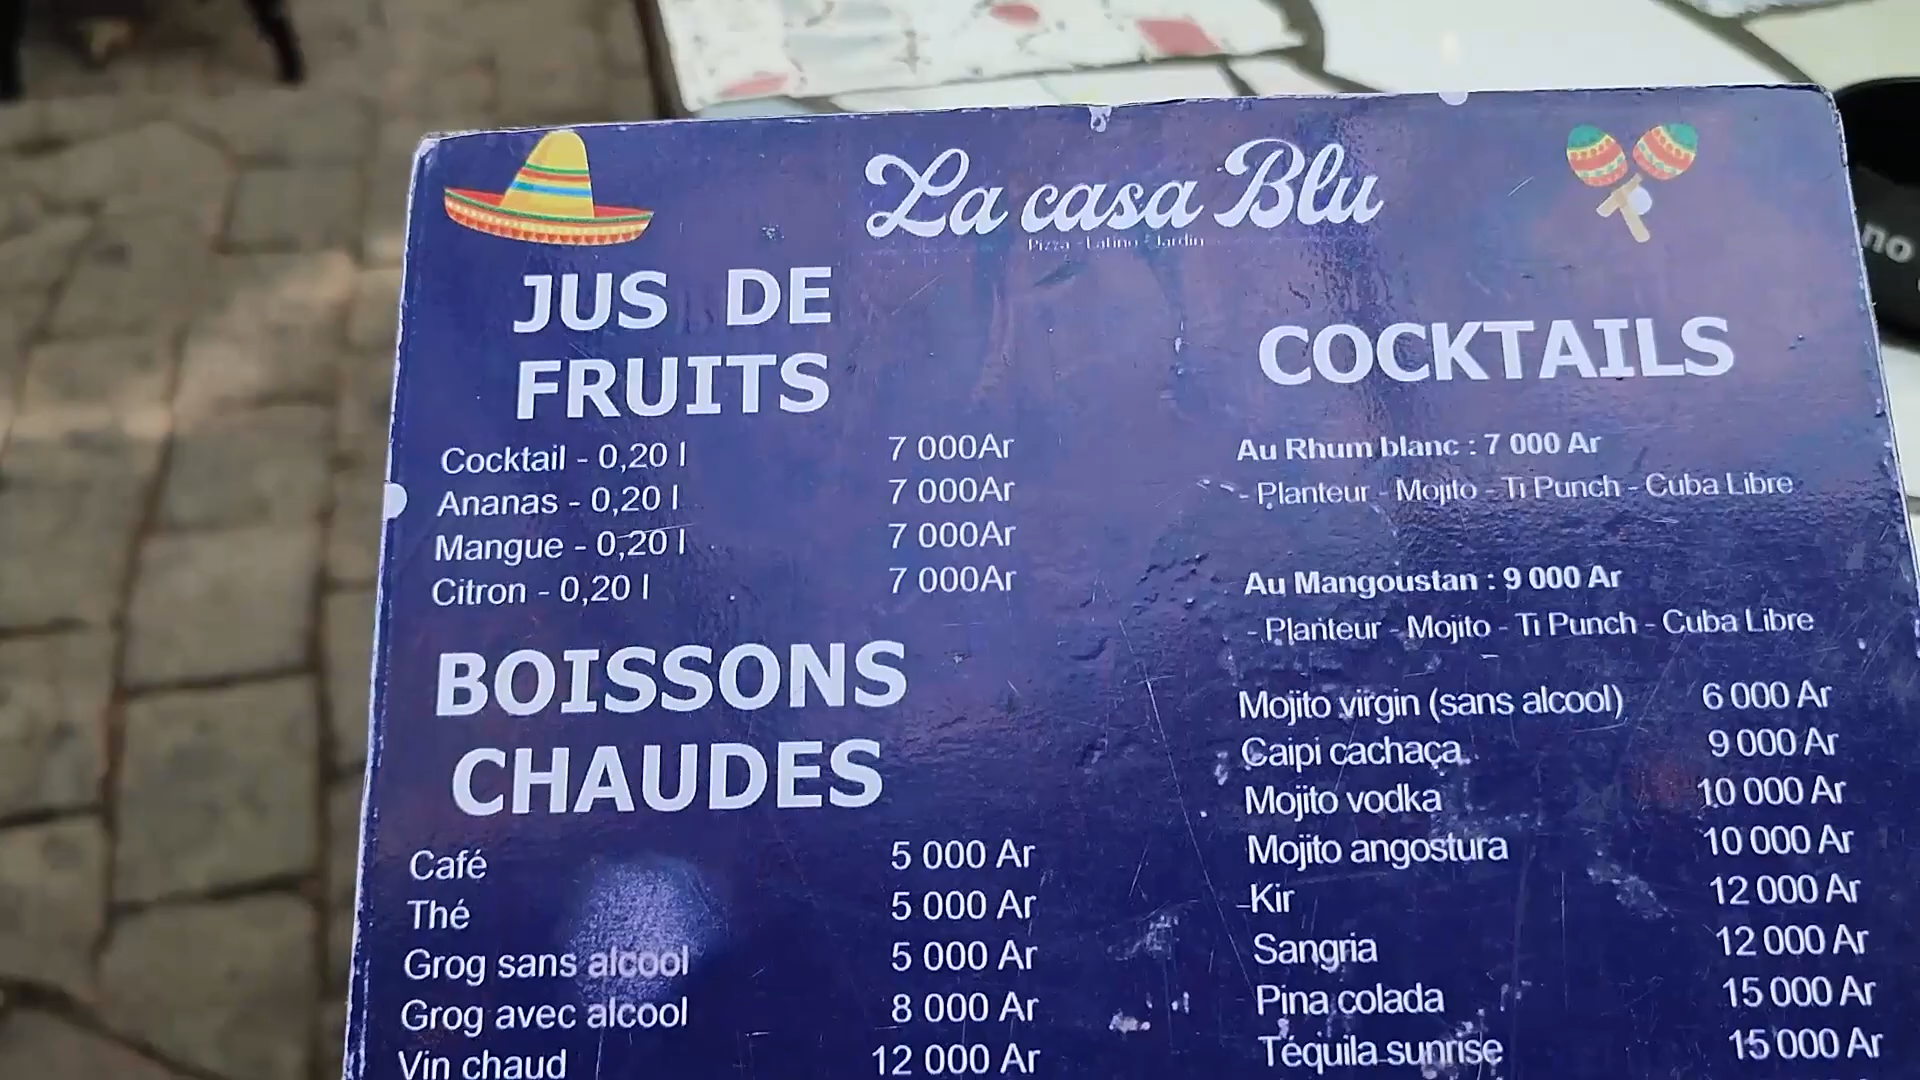 La casa Blu
Pizza - Latino - Jardin
JUS DE
FRUITS
Cocktail - 0,20 l 7 000Ar
Ananas - 0,20 l 7 000Ar
Mangue - 0,20 l 7 000Ar
Citron - 0,20 l 7 000Ar
BOISSONS
CHAUDES
Café 5 000 Ar
Thé 5 000 Ar
Grog sans alcool 5 000 Ar
Grog avec alcool 8 000 Ar
Vin chaud 12 000 Ar
COCKTAILS
Au Rhum blanc : 7 000 Ar
- Planteur - Mojito - Ti Punch - Cuba Libre
Au Mangoustan : 9 000 Ar
- Planteur - Mojito - Ti Punch - Cuba Libre
Mojito virgin (sans alcool) 6 000 Ar
Caipi cachaça 9 000 Ar
Mojito vodka 10 000 Ar
Mojito angostura 10 000 Ar
Kir 12 000 Ar
Sangria 12 000 Ar
Pina colada 15 000 Ar
Téquila sunrise 15 000 Ar
no